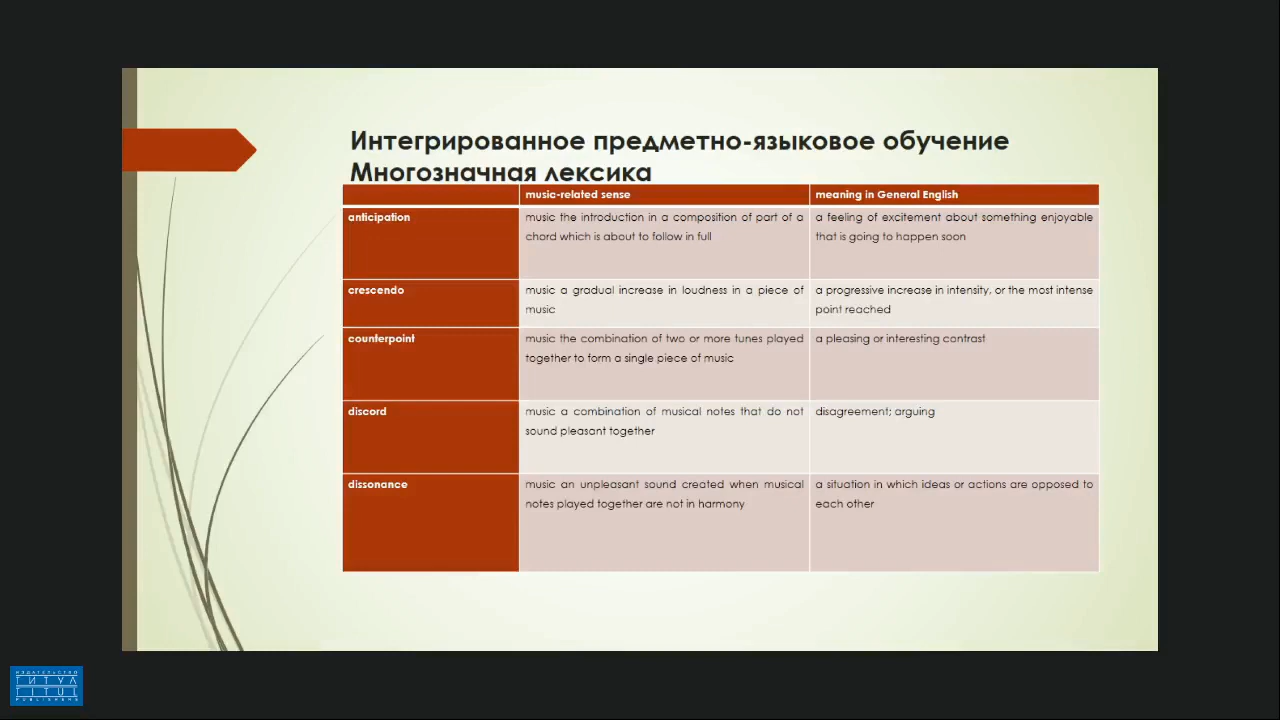 Интегрированное предметно-языковое обучение
Многозначная лексика
music-related sense
meaning in General English
anticipation
music the introduction in a composition of part of a
chord which is about to follow in full
a feeling of excitement about something enjoyable
that is going to happen soon
crescendo
music a gradual increase in loudness in a piece of
music
a progressive increase in intensity, or the most intense
point reached
counterpoint
music the combination of two or more tunes played
together to form a single piece of music
a pleasing or interesting contrast
discord
music a combination of musical notes that do not
sound pleasant together
disagreement; arguing
dissonance
music an unpleasant sound created when musical
notes played together are not in harmony
a situation in which ideas or actions are opposed to
each other
ИЗДАТЕЛЬСТВО
ТИТУЛ
TITUL
PUBLISHERS